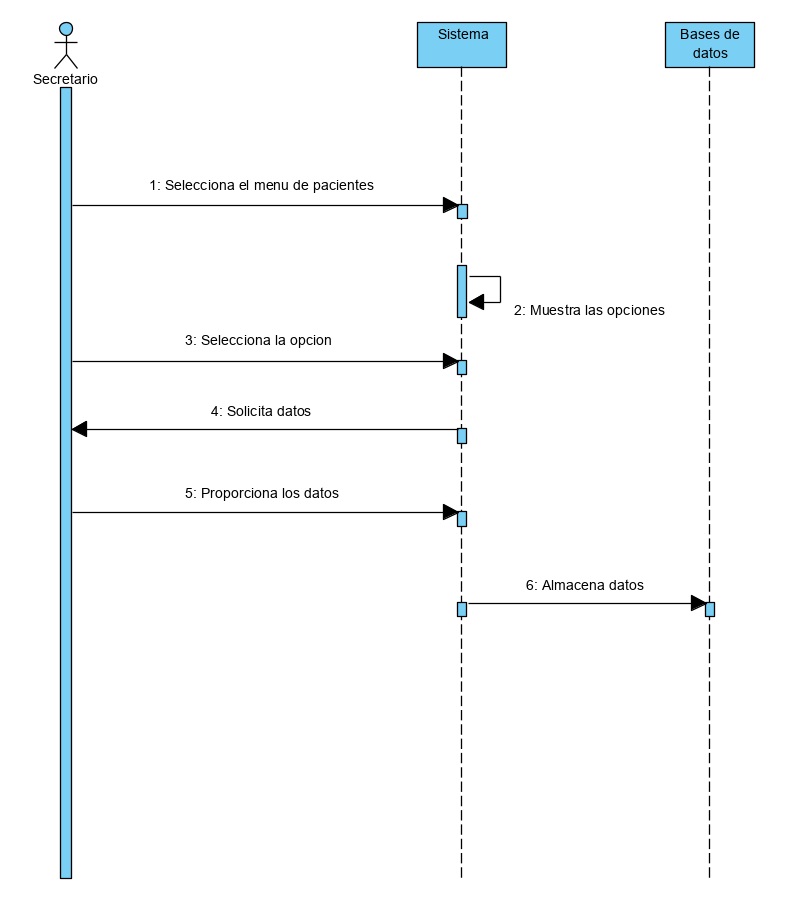 Secretario
Sistema
Bases de
datos
1: Selecciona el menu de pacientes
2: Muestra las opciones
3: Selecciona la opcion
4: Solicita datos
5: Proporciona los datos
6: Almacena datos